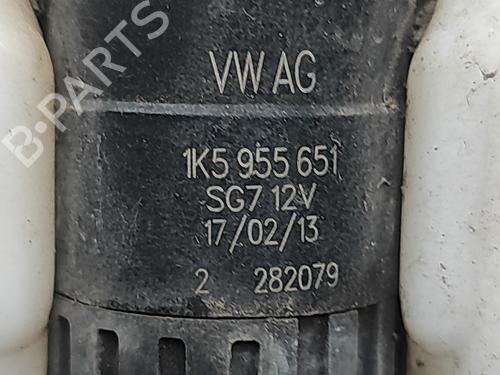 B-PARTS
VW AG
1K5 955 651
SG7 12V
17/02/13
2 282079